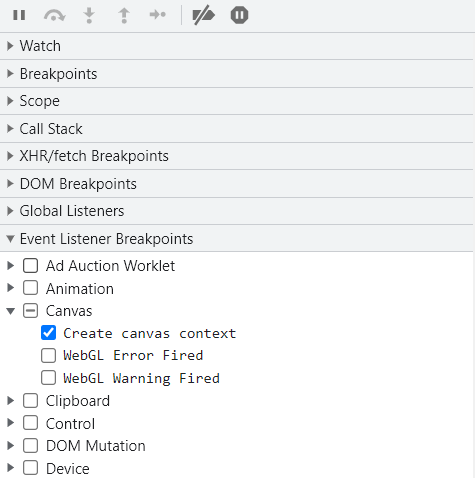 Watch
Breakpoints
Scope
Call Stack
XHR/fetch Breakpoints
DOM Breakpoints
Global Listeners
Event Listener Breakpoints
Ad Auction Worklet
Animation
Canvas
Create canvas context
WebGL Error Fired
WebGL Warning Fired
Clipboard
Control
DOM Mutation
Device